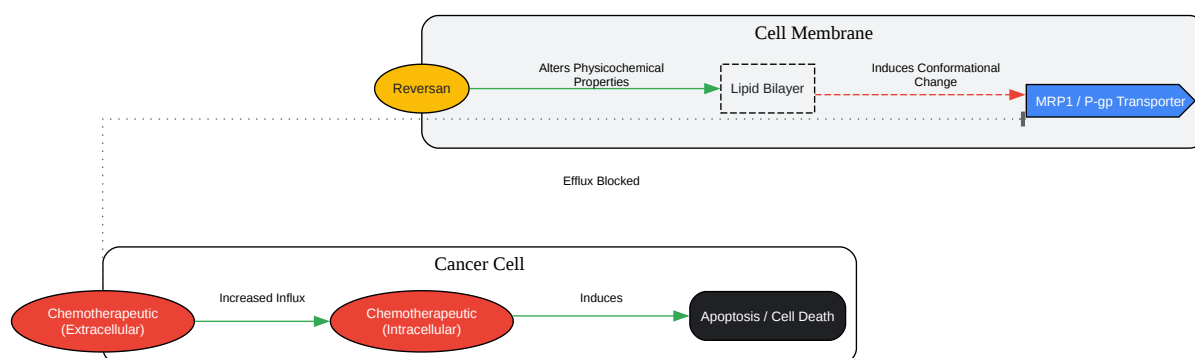 Cell Membrane
Alters Physicochemical
Properties
Induces Conformational
Change
Reversan
Lipid Bilayer
MRP1 / P-gp Transporter
Efflux Blocked
Cancer Cell
Chemotherapeutic
(Extracellular)
Increased Influx
Chemotherapeutic
(Intracellular)
Induces
Apoptosis / Cell Death